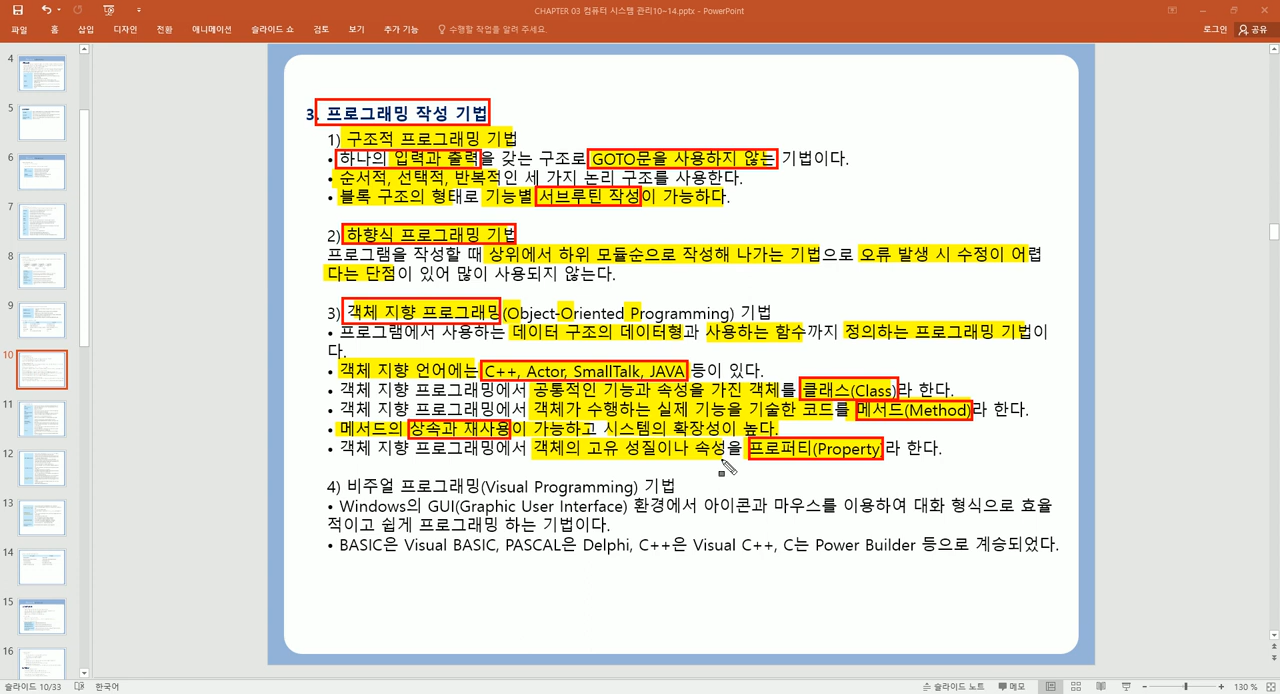 CHAPTER 03 컴퓨터 시스템 관리10~14.pptx - PowerPoint
파일 홈 삽입 디자인 전환 애니메이션 슬라이드 쇼 검토 보기 추가 기능 수행할 작업을 알려 주세요. 로그인 공유
4
5
6
7
8
9
10
11
12
13
14
15
16
3. 프로그래밍 작성 기법
1) 구조적 프로그래밍 기법
• 하나의 입력과 출력을 갖는 구조로 GOTO문을 사용하지 않는 기법이다.
• 순서적, 선택적, 반복적인 세 가지 논리 구조를 사용한다.
• 블록 구조의 형태로 기능별 서브루틴 작성이 가능하다.
2) 하향식 프로그래밍 기법
프로그램을 작성할 때 상위에서 하위 모듈순으로 작성해 나가는 기법으로 오류 발생 시 수정이 어렵
다는 단점이 있어 많이 사용되지 않는다.
3) 객체 지향 프로그래밍(Object-Oriented Programming) 기법
• 프로그램에서 사용하는 데이터 구조의 데이터형과 사용하는 함수까지 정의하는 프로그래밍 기법이
다.
• 객체 지향 언어에는 C++, Actor, SmallTalk, JAVA 등이 있다.
• 객체 지향 프로그래밍에서 공통적인 기능과 속성을 가진 객체를 클래스(Class)라 한다.
• 객체 지향 프로그래밍에서 객체가 수행하는 실제 기능을 기술한 코드를 메서드(Method)라 한다.
• 메서드의 상속과 재사용이 가능하고 시스템의 확장성이 높다.
• 객체 지향 프로그래밍에서 객체의 고유 성질이나 속성을 프로퍼티(Property)라 한다.
4) 비주얼 프로그래밍(Visual Programming) 기법
• Windows의 GUI(Graphic User Interface) 환경에서 아이콘과 마우스를 이용하여 대화 형식으로 효율
적이고 쉽게 프로그래밍 하는 기법이다.
• BASIC은 Visual BASIC, PASCAL은 Delphi, C++은 Visual C++, C는 Power Builder 등으로 계승되었다.
슬라이드 10/33 한국어 슬라이드 노트 메모 130 %